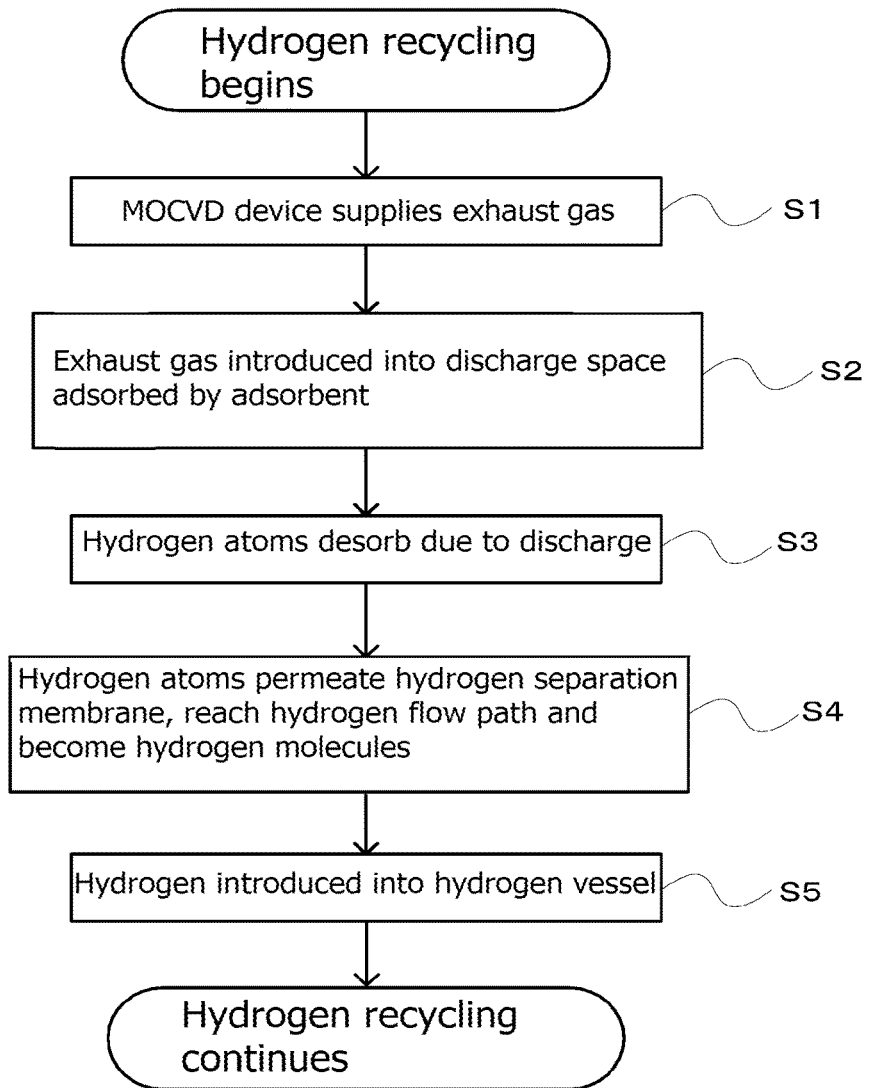 Hydrogen recycling
begins
MOCVD device supplies exhaust gas
S1
Exhaust gas introduced into discharge space
adsorbed by adsorbent
S2
Hydrogen atoms desorb due to discharge
S3
Hydrogen atoms permeate hydrogen separation
membrane, reach hydrogen flow path and
become hydrogen molecules
S4
Hydrogen introduced into hydrogen vessel
S5
Hydrogen recycling
continues